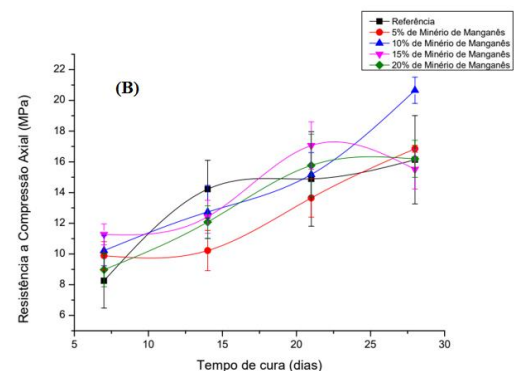 Referência
5% de Minério de Manganês
10% de Minério de Manganês
15% de Minério de Manganês
20% de Minério de Manganês
(B)
Resistência a Compressão Axial (MPa)
22
20
18
16
14
12
10
8
6
5
10
15
20
25
30
Tempo de cura (dias)